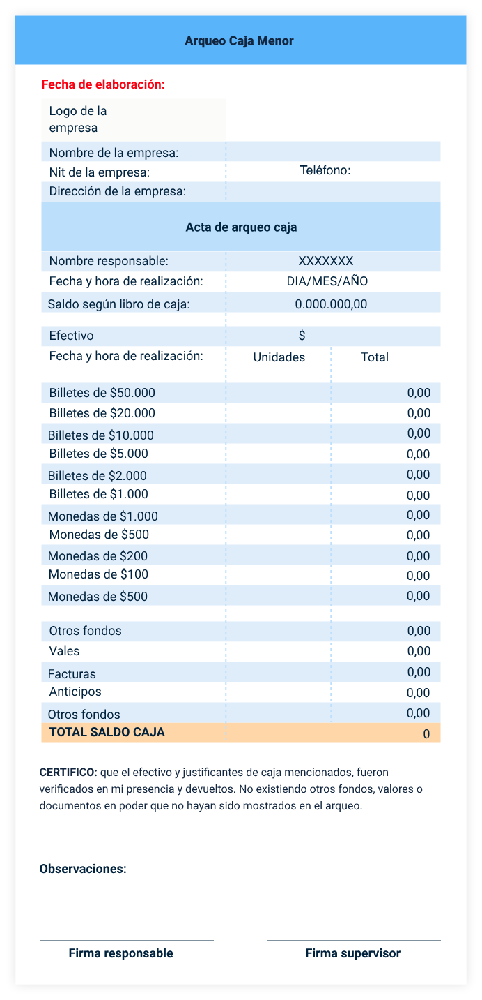 Arqueo Caja Menor
Fecha de elaboración:
Logo de la
empresa
Nombre de la empresa:
Nit de la empresa: Teléfono:
Dirección de la empresa:
Acta de arqueo caja
Nombre responsable: XXXXXXX
Fecha y hora de realización: DIA/MES/AÑO
Saldo según libro de caja: 0.000.000,00
Efectivo $
Fecha y hora de realización: Unidades Total
Billetes de $50.000 0,00
Billetes de $20.000 0,00
Billetes de $10.000 0,00
Billetes de $5.000 0,00
Billetes de $2.000 0,00
Billetes de $1.000 0,00
Monedas de $1.000 0,00
Monedas de $500 0,00
Monedas de $200 0,00
Monedas de $100 0,00
Monedas de $500 0,00
Otros fondos 0,00
Vales 0,00
Facturas 0,00
Anticipos 0,00
Otros fondos 0,00
TOTAL SALDO CAJA 0
CERTIFICO: que el efectivo y justificantes de caja mencionados, fueron
verificados en mi presencia y devueltos. No existiendo otros fondos, valores o
documentos en poder que no hayan sido mostrados en el arqueo.
Observaciones:
Firma responsable Firma supervisor